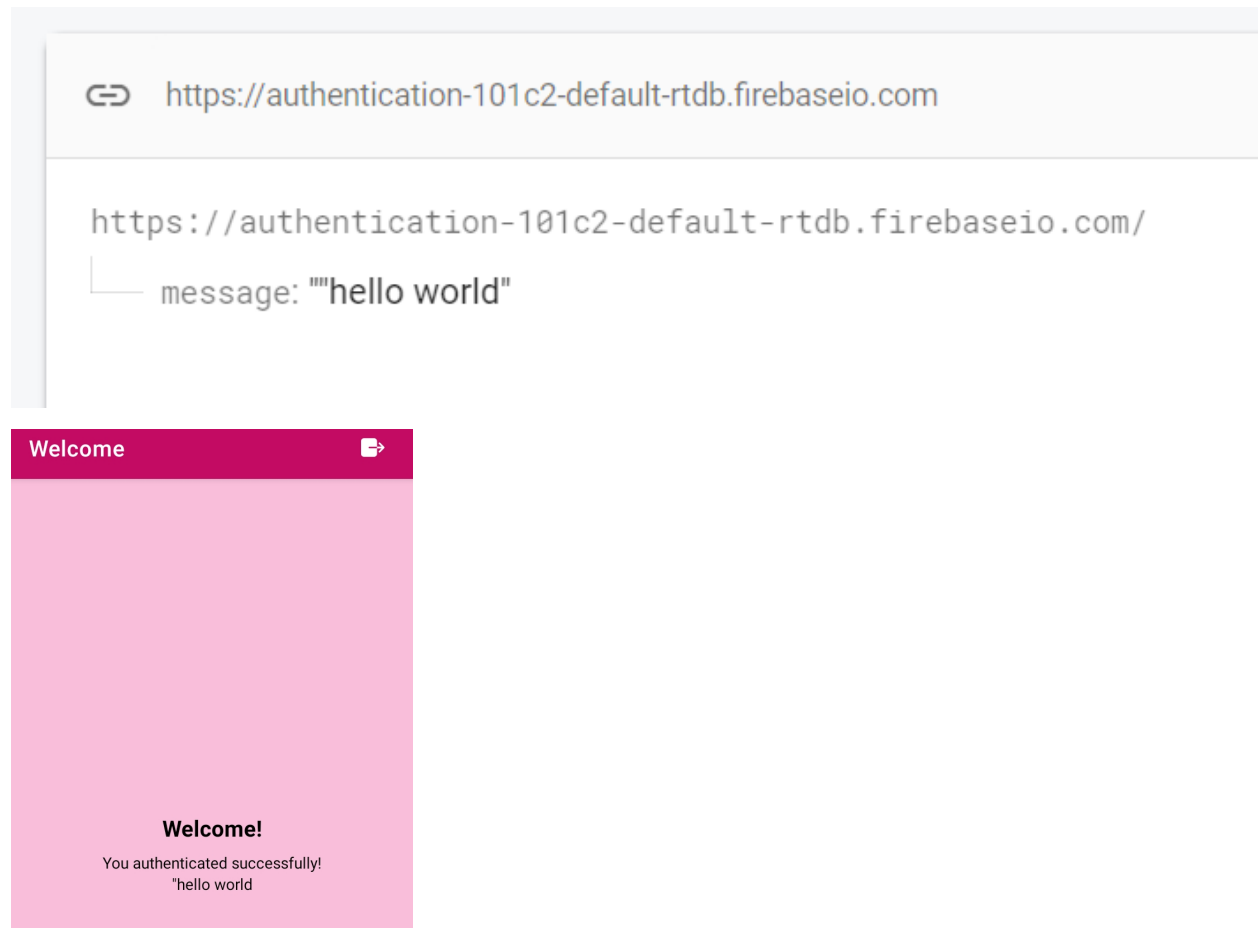 https://authentication-101c2-default-rtdb.firebaseio.com
https://authentication-101c2-default-rtdb.firebaseio.com/
message: ""hello world"
Welcome
Welcome!
You authenticated successfully!
"hello world